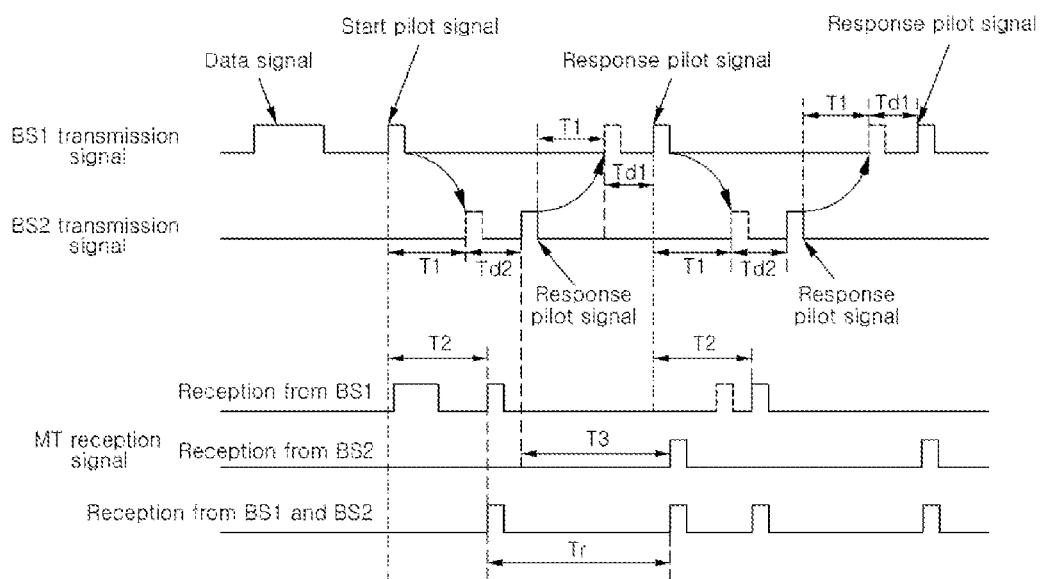 Start pilot signal
Response pilot signal
Data signal
Response pilot signal
T1
Td1
BS1 transmission
signal
T1
Td1
BS2 transmission
signal
T1
Td2
T1
Td2
Response
pilot signal
Response
pilot signal
T2
T2
Reception from BS1
MT reception
signal
T3
Reception from BS2
Reception from BS1 and BS2
Tr